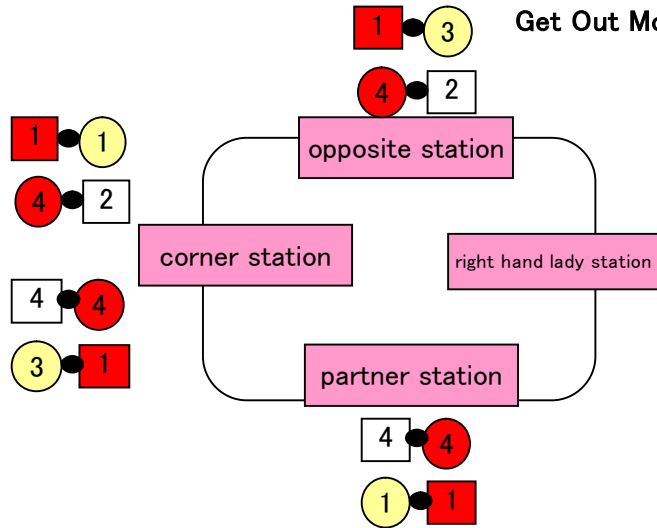 1 3
Get Out Mo
4 2
opposite station
1 1
4 2
corner station
right hand lady station
4 4
3 1
partner station
4 4
1 1